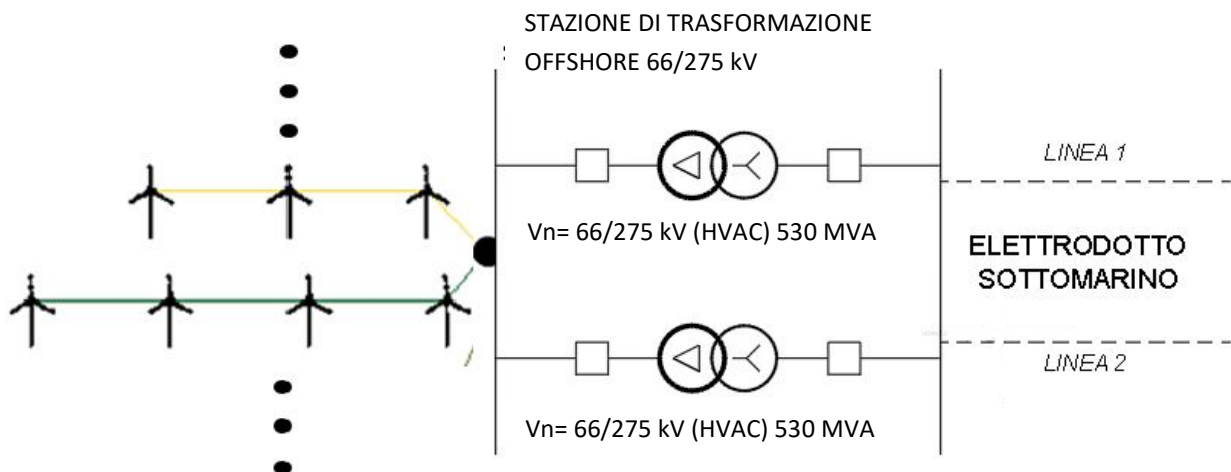 STAZIONE DI TRASFORMAZIONE
OFFSHORE 66/275 kV
LINEA 1
Vn= 66/275 kV (HVAC) 530 MVA
ELETTRODOTTO
SOTTOMARINO
LINEA 2
Vn= 66/275 kV (HVAC) 530 MVA